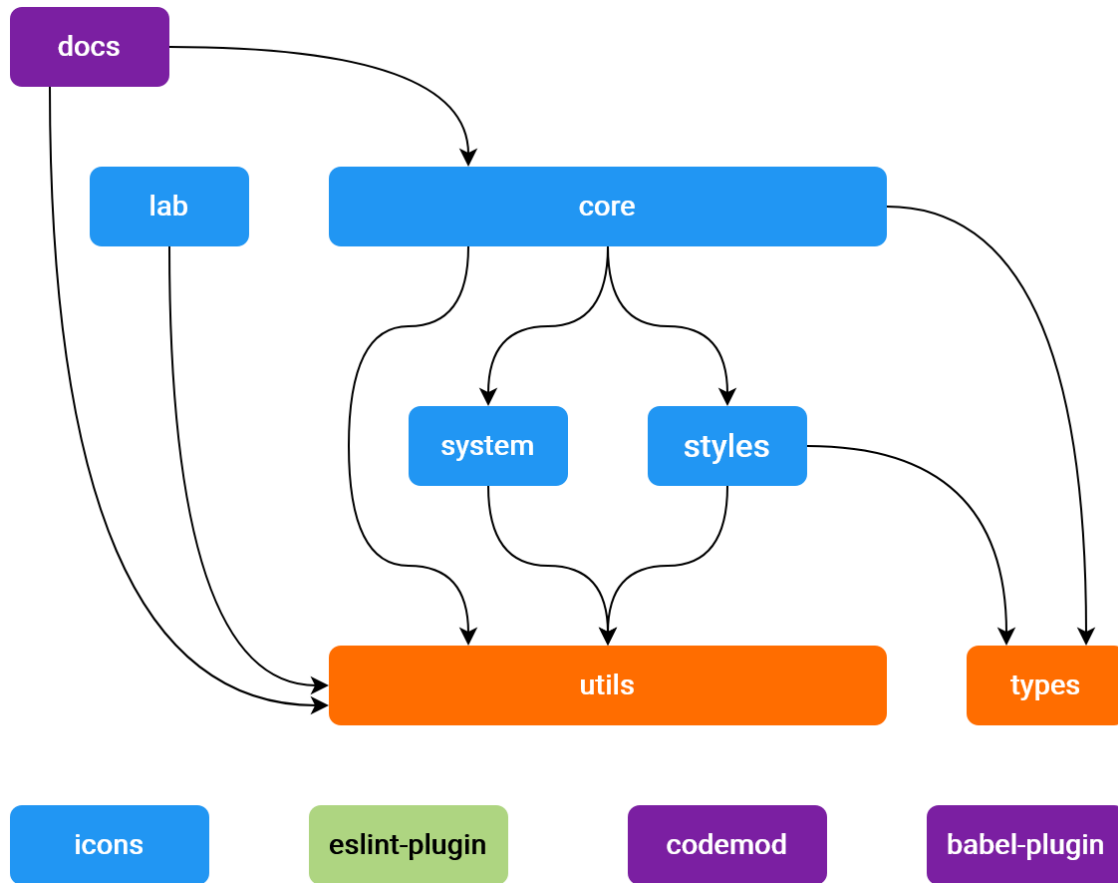 docs
lab
core
system
styles
utils
types
icons
eslint-plugin
codemod
babel-plugin